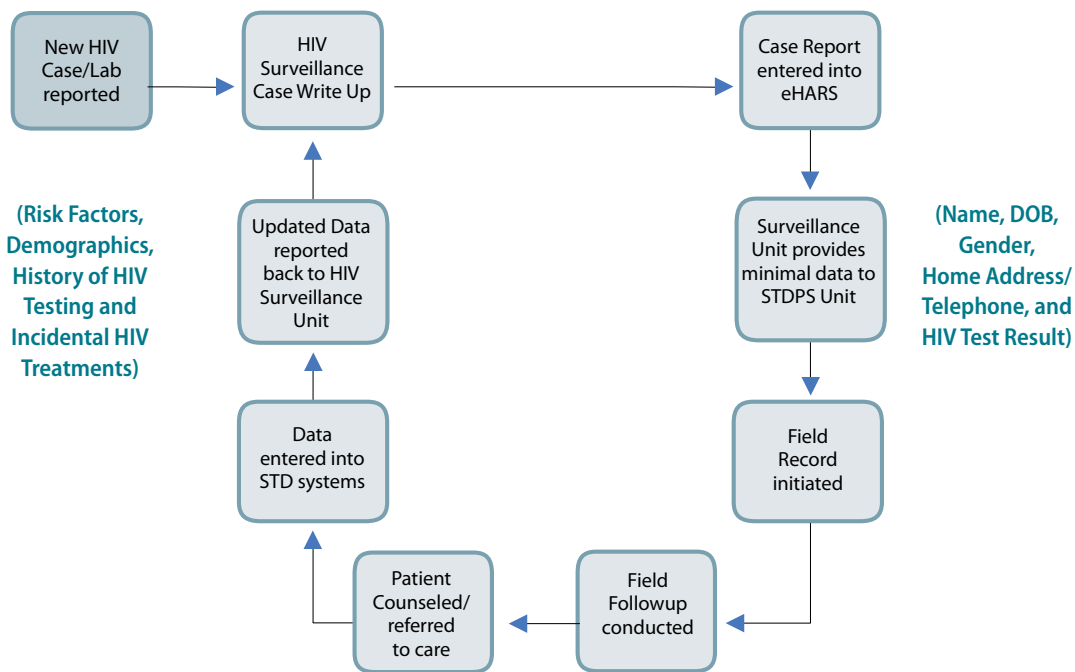 New HIV
Case/Lab
reported
HIV
Surveillance
Case Write Up
Case Report
entered into
eHARS
(Risk Factors,
Demographics,
History of HIV
Testing and
Incidental HIV
Treatments)
Updated Data
reported
back to HIV
Surveillance
Unit
Surveillance
Unit provides
minimal data to
STDPS Unit
(Name, DOB,
Gender,
Home Address/
Telephone, and
HIV Test Result)
Data
entered into
STD systems
Field
Record
initiated
Patient
Counseled/
referred
to care
Field
Followup
conducted